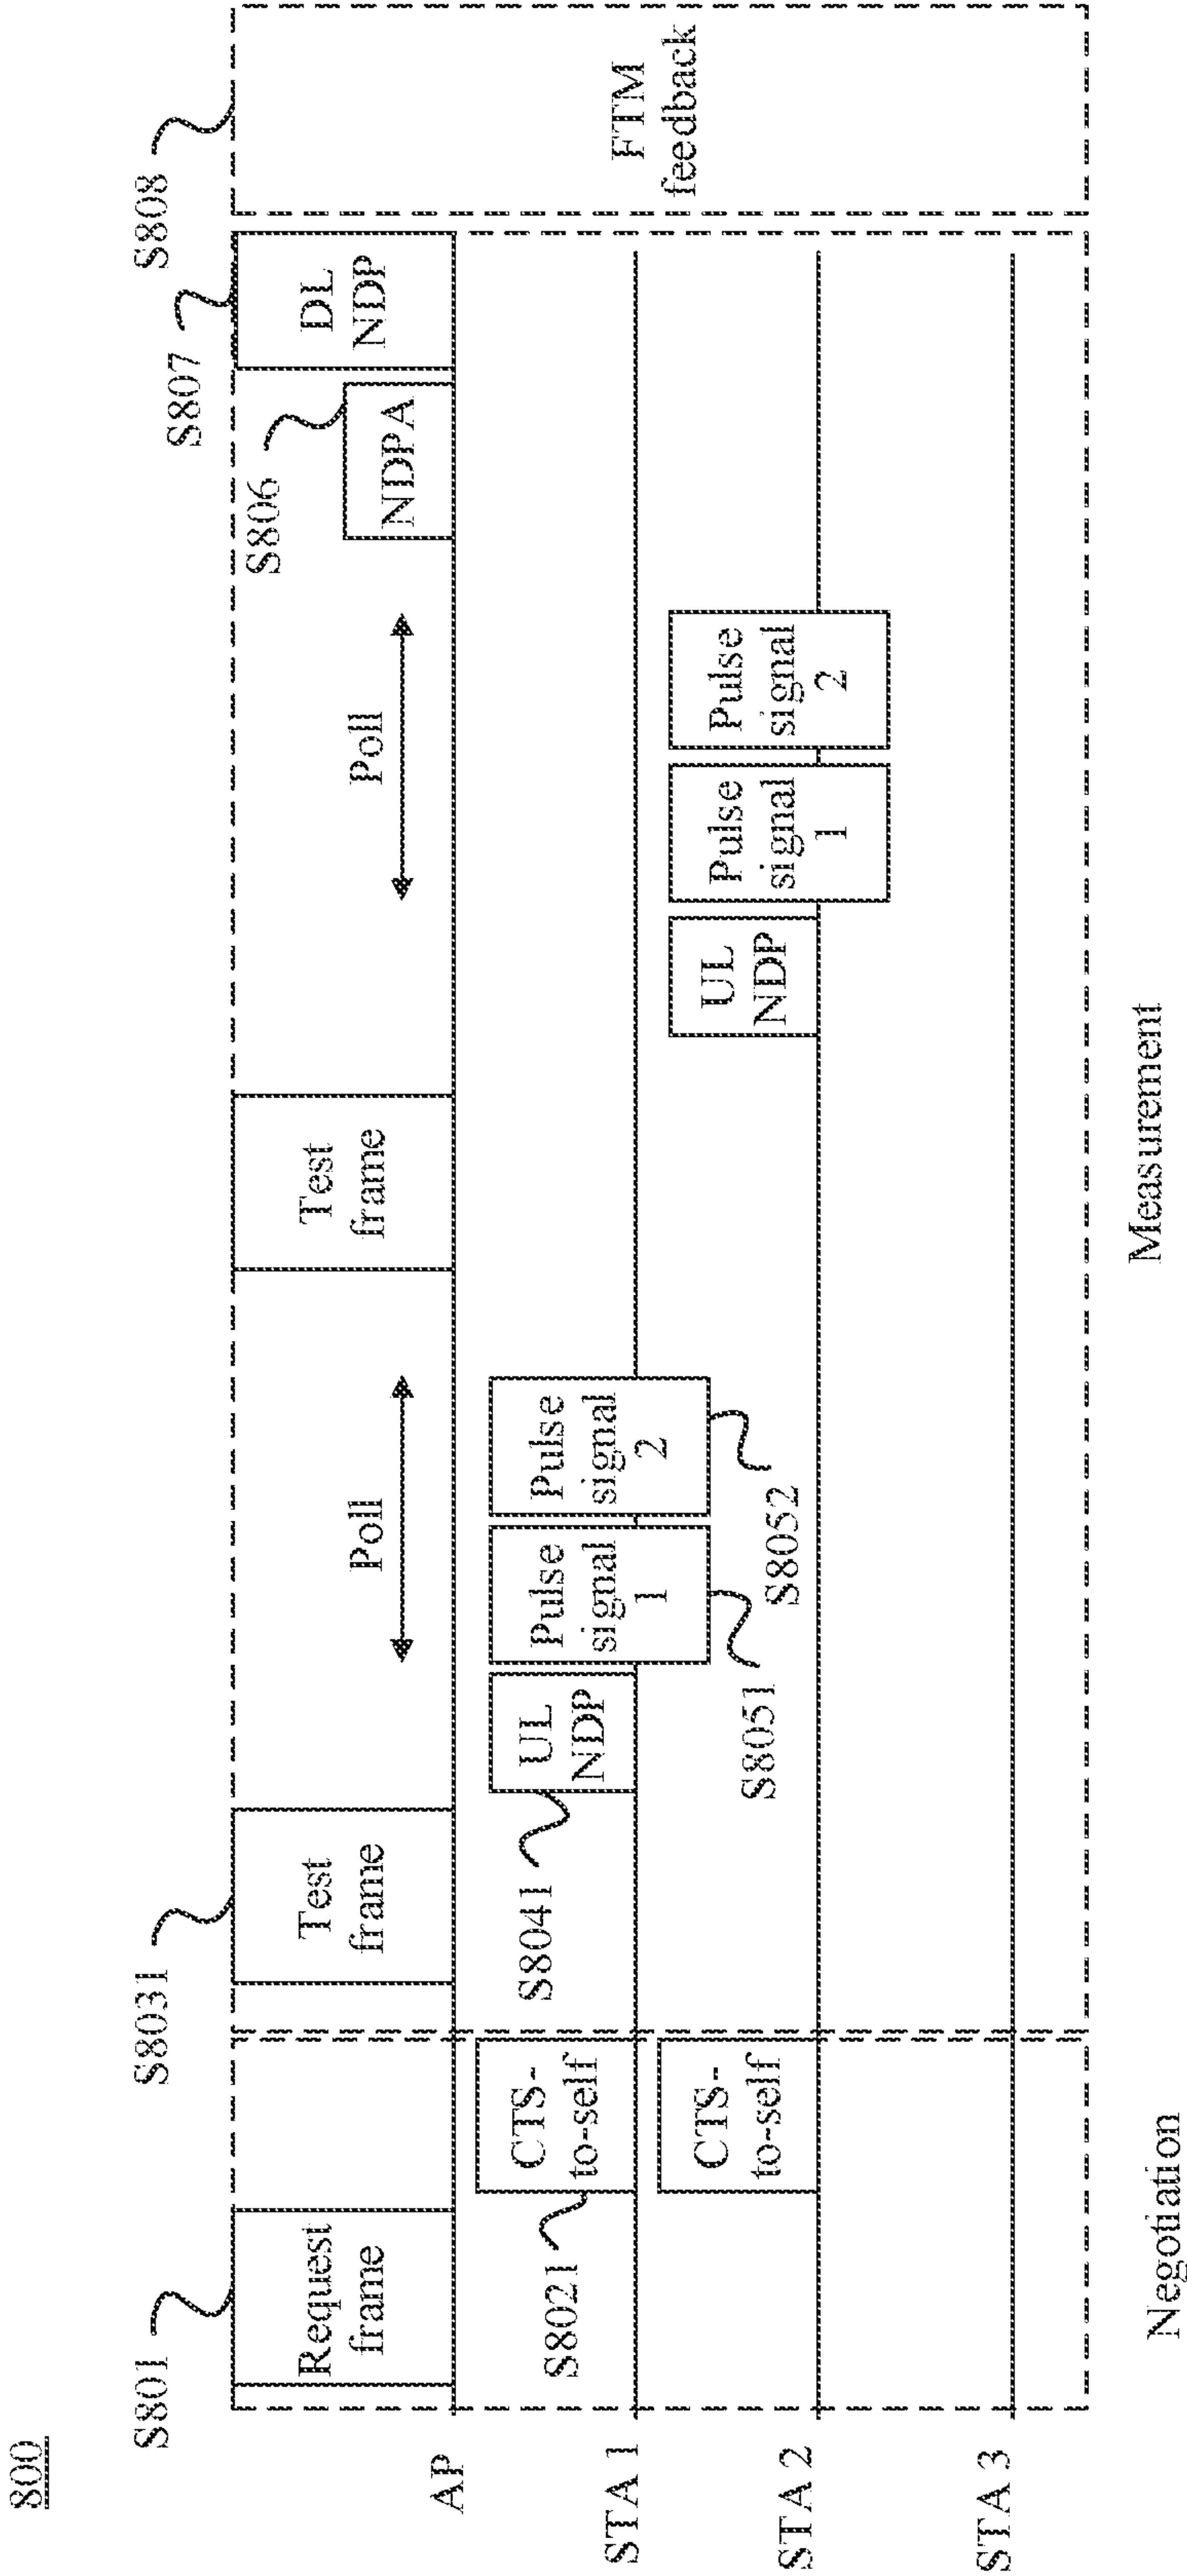 800
S801
S8031
S807
S808
Request
frame
Test
frame
Poll
Test
frame
Poll
S806
NDPA
DL
NDP
FTM
feedback
AP
S8021
CTS-
to-self
S8041
UL
NDP
Pulse
signal
1
Pulse
signal
2
STA 1
S8051
S8052
CTS-
to-self
UL
NDP
Pulse
signal
1
Pulse
signal
2
STA 2
STA 3
Negotiation
Measurement